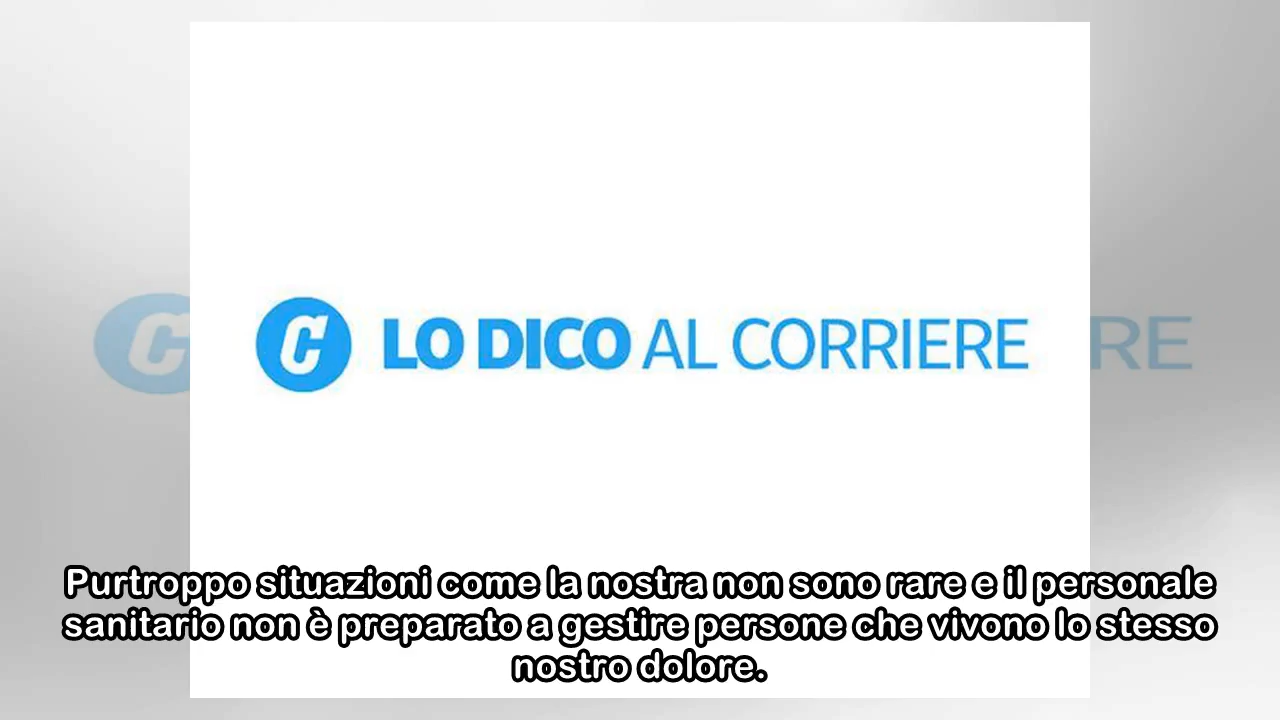 C LO DICO AL CORRIERE RE
Purtroppo situazioni come la nostra non sono rare e il personale
sanitario non è preparato a gestire persone che vivono lo stesso
nostro dolore.